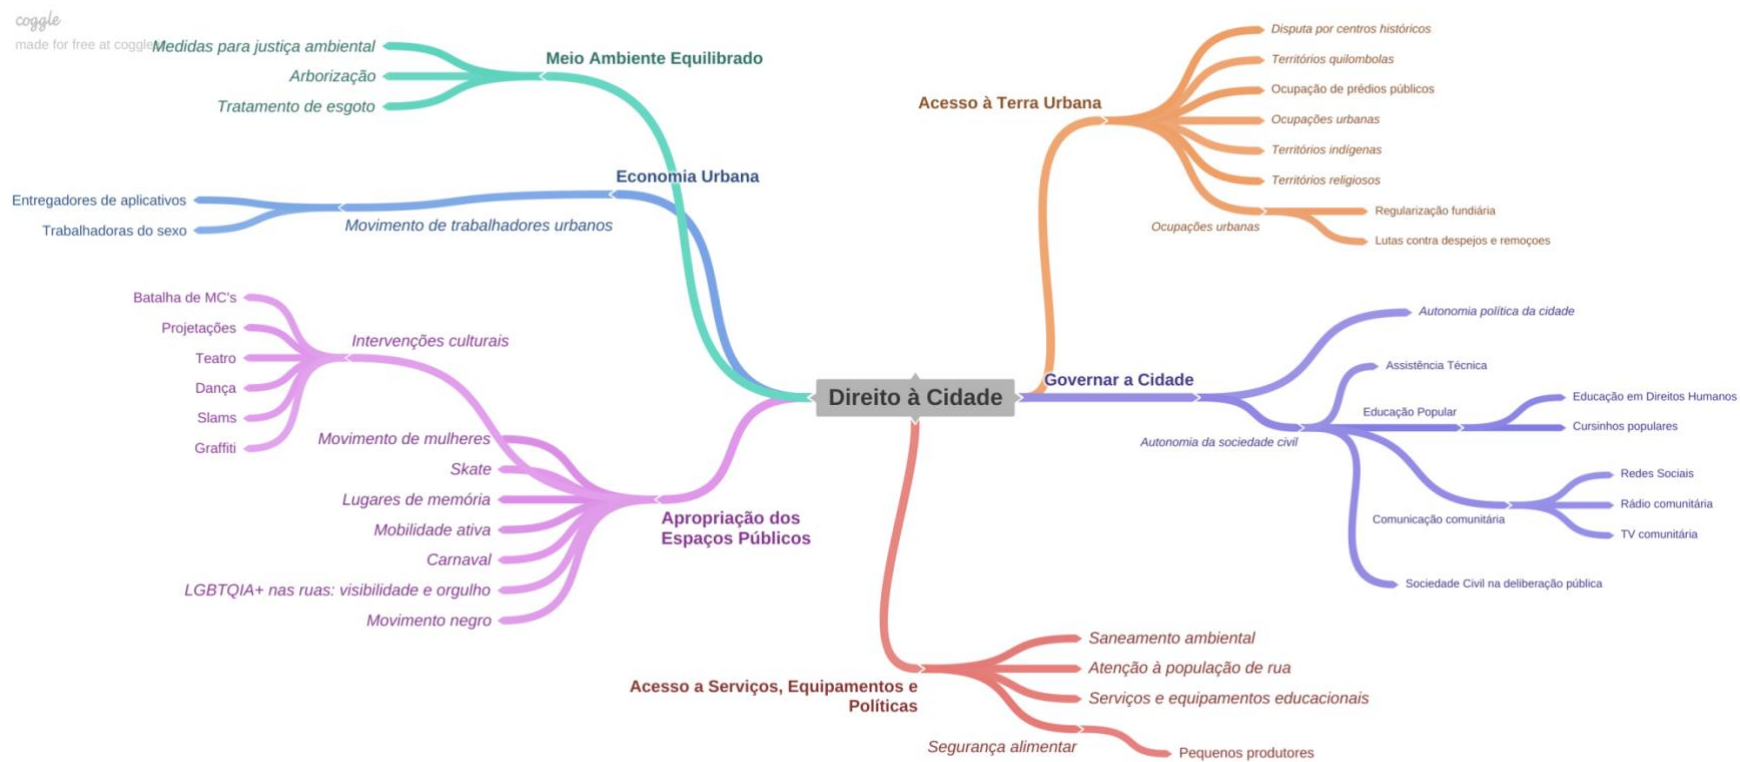 coggle
made for free at coggle
Medidas para justiça ambiental
Arborização
Tratamento de esgoto
Meio Ambiente Equilibrado
Economia Urbana
Entregadores de aplicativos
Trabalhadoras do sexo
Movimento de trabalhadores urbanos
Batalha de MC's
Projetações
Teatro
Dança
Slams
Graffiti
Intervenções culturais
Movimento de mulheres
Skate
Lugares de memória
Mobilidade ativa
Carnaval
LGBTQIA+ nas ruas: visibilidade e orgulho
Movimento negro
Apropriação dos
Espaços Públicos
Direito à Cidade
Acesso à Terra Urbana
Disputa por centros históricos
Territórios quilombolas
Ocupação de prédios públicos
Ocupações urbanas
Territórios indígenas
Territórios religiosos
Ocupações urbanas
Regularização fundiária
Lutas contra despejos e remoçoes
Governar a Cidade
Autonomia política da cidade
Autonomia da sociedade civil
Assistência Técnica
Educação Popular
Educação em Direitos Humanos
Cursinhos populares
Comunicação comunitária
Redes Sociais
Rádio comunitária
TV comunitária
Sociedade Civil na deliberação pública
Acesso a Serviços, Equipamentos e
Políticas
Saneamento ambiental
Atenção à população de rua
Serviços e equipamentos educacionais
Segurança alimentar
Pequenos produtores